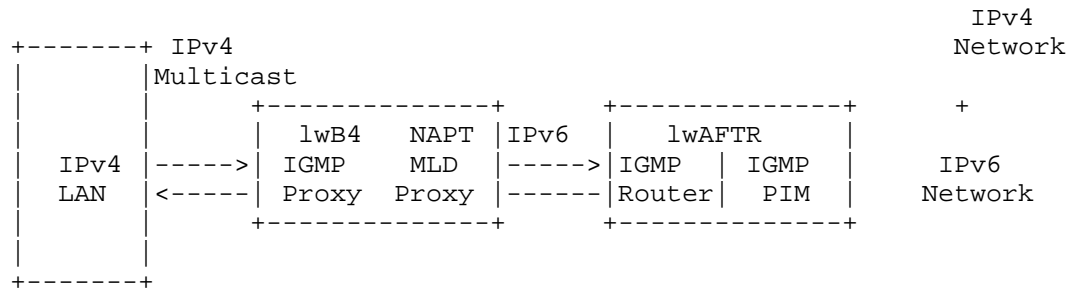 IPv4
+-------+ IPv4 Network
| |Multicast
| | +--------------+ +--------------+ +
| | | lwB4 NAPT |IPv6 | lwAFTR |
| IPv4 |----->| IGMP MLD |----->|IGMP | IGMP | IPv6
| LAN |<-----| Proxy Proxy |------|Router| PIM | Network
| | +--------------+ +--------------+
| |
+-------+